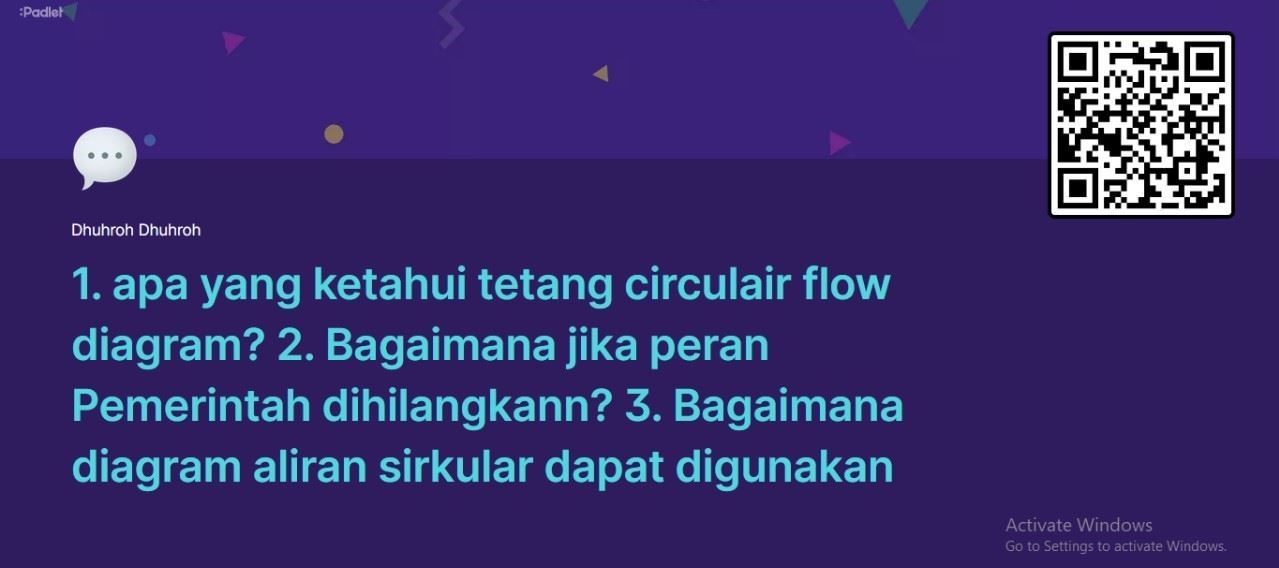 :Padlet
Dhuhroh Dhuhroh
1. apa yang ketahui tetang circulair flow
diagram? 2. Bagaimana jika peran
Pemerintah dihilangkann? 3. Bagaimana
diagram aliran sirkular dapat digunakan
Activate Windows
Go to Settings to activate Windows.